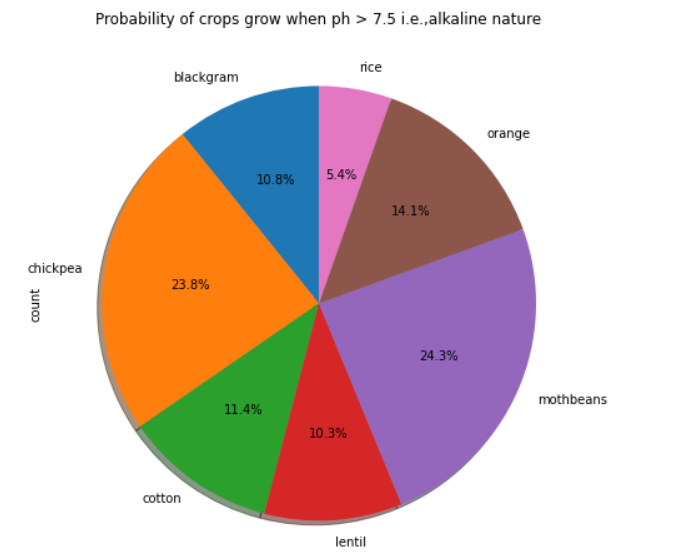 Probability of crops grow when ph > 7.5 i.e.,alkaline nature
rice
blackgram
orange
5.4%
10.8%
14.1%
chickpea
23.8%
count
24.3%
mothbeans
11.4%
10.3%
cotton
lentil